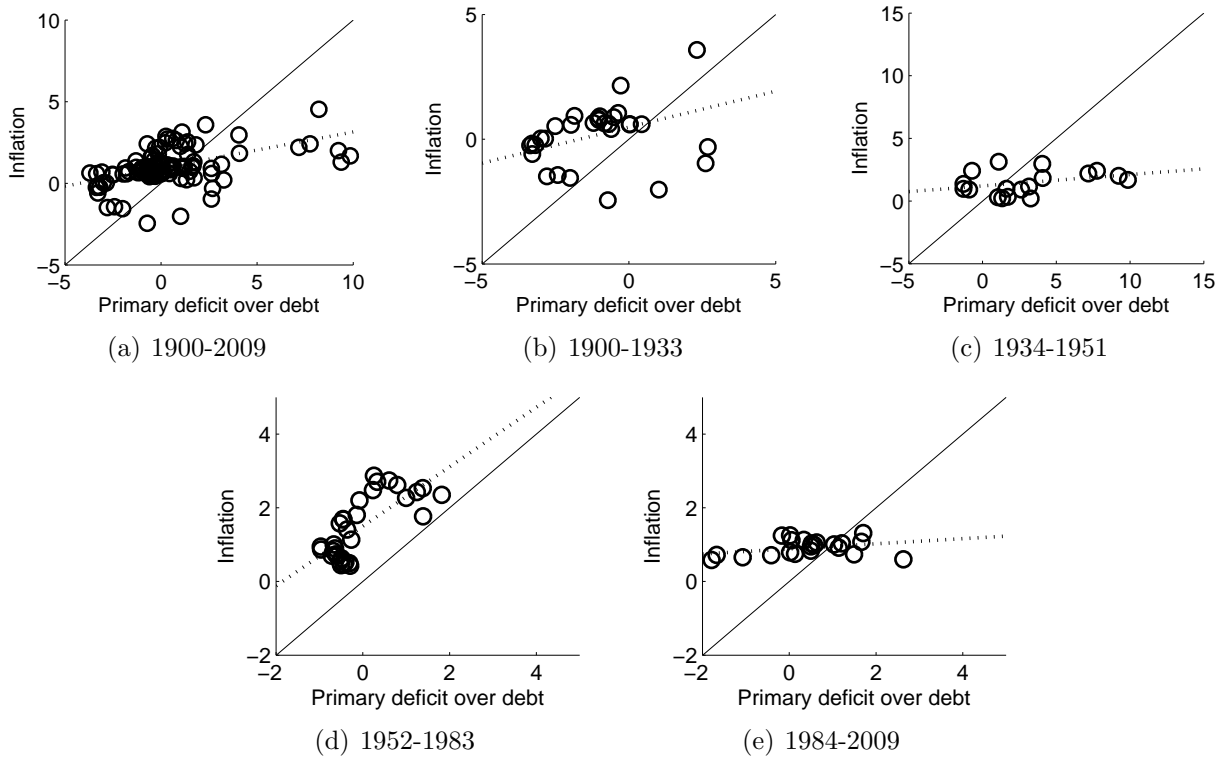 10
5
0
−5
−5 0 5 10
Inflation
Primary deficit over debt
(a) 1900-2009
5
0
−5
−5 0 5
Inflation
Primary deficit over debt
(b) 1900-1933
15
10
5
0
−5
−5 0 5 10 15
Inflation
Primary deficit over debt
(c) 1934-1951
4
2
0
−2
−2 0 2 4
Inflation
Primary deficit over debt
(d) 1952-1983
4
2
0
−2
−2 0 2 4
Inflation
Primary deficit over debt
(e) 1984-2009